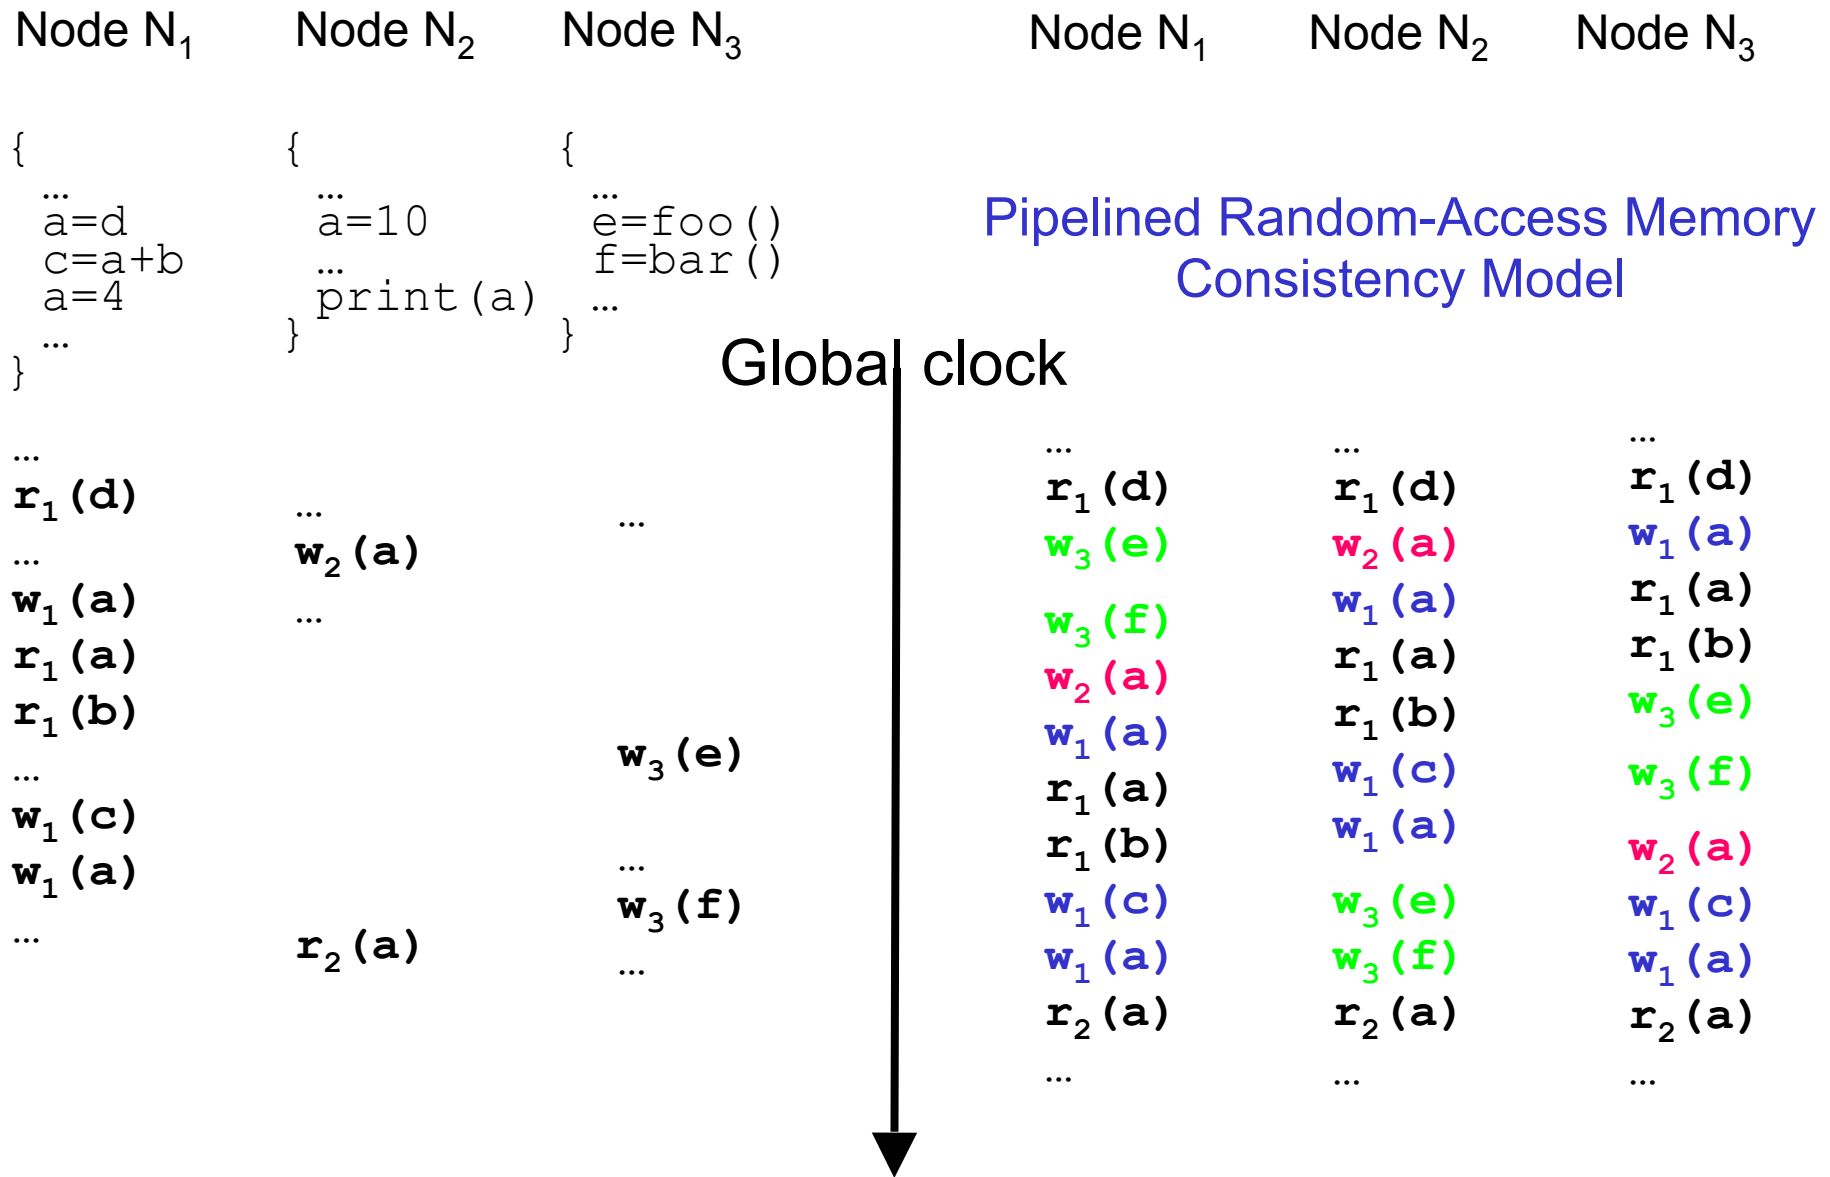 Node N₁ Node N₂ Node N₃
{
…
a=d
c=a+b
a=4
…
}
{
…
a=10
…
print(a)
}
{
…
e=foo()
f=bar()
…
}
…
r₁(d)
…
w₁(a)
r₁(a)
r₁(b)
…
w₁(c)
w₁(a)
…
…
w₂(a)
…
r₂(a)
…
w₃(e)
…
w₃(f)
…
Global clock
Node N₁ Node N₂ Node N₃
Pipelined Random-Access Memory
Consistency Model
…
r₁(d)
w₃(e)
w₃(f)
w₂(a)
w₁(a)
r₁(a)
r₁(b)
w₁(c)
w₁(a)
r₂(a)
…
…
r₁(d)
w₂(a)
w₁(a)
r₁(a)
r₁(b)
w₁(c)
w₁(a)
w₃(e)
w₃(f)
r₂(a)
…
…
r₁(d)
w₁(a)
r₁(a)
r₁(b)
w₃(e)
w₃(f)
w₂(a)
w₁(c)
w₁(a)
r₂(a)
…